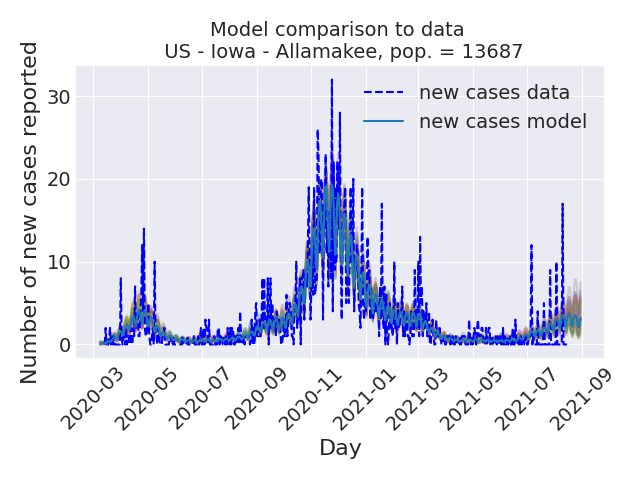 Model comparison to data
US - Iowa - Allamakee, pop. = 13687
Number of new cases reported
30
20
10
0
new cases data
new cases model
2020-03
2020-05
2020-07
2020-09
2020-11
2021-01
2021-03
2021-05
2021-07
2021-09
Day